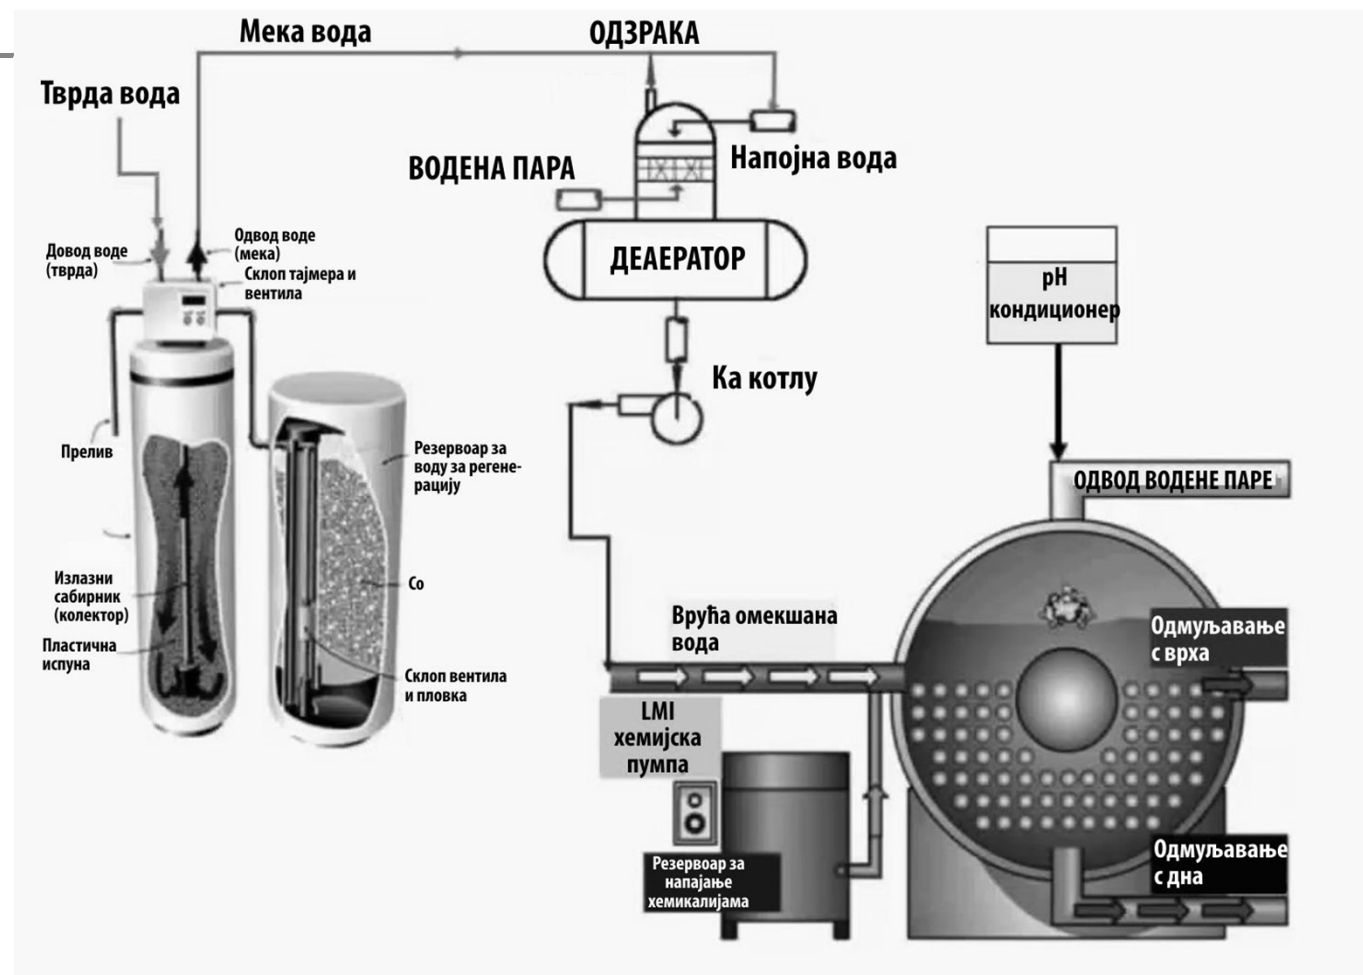 Мека вода
ОДЗРАКА
Тврда вода
ВОДЕНА ПАРА
Напојна вода
Довод воде
(тврда)
Одвод воде
(мека)
Склоп тајмера и
вентила
ДЕАЕРАТОР
pH
кондиционер
Ка котлу
Прелив
Резервоар за
воду за регене-
рацију
ОДВОД ВОДЕНЕ ПАРЕ
Излазни
сабирник
(колектор)
Со
Пластична
испуна
Склоп вентила
и пловка
Врућа омекшана
вода
Одмуљавање
с врха
LMI
хемијска
пумпа
Резервоар за
напајање
хемикалијама
Одмуљавање
с дна